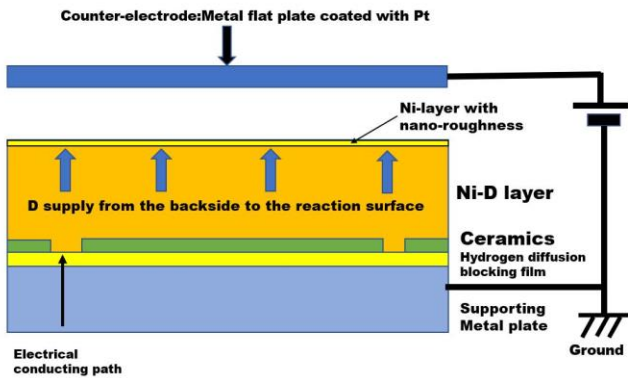 Counter-electrode:Metal flat plate coated with Pt
Ni-layer with
nano-roughness
D supply from the backside to the reaction surface
Ni-D layer
Ceramics
Hydrogen diffusion
blocking film
Supporting
Metal plate
Ground
Electrical
conducting path